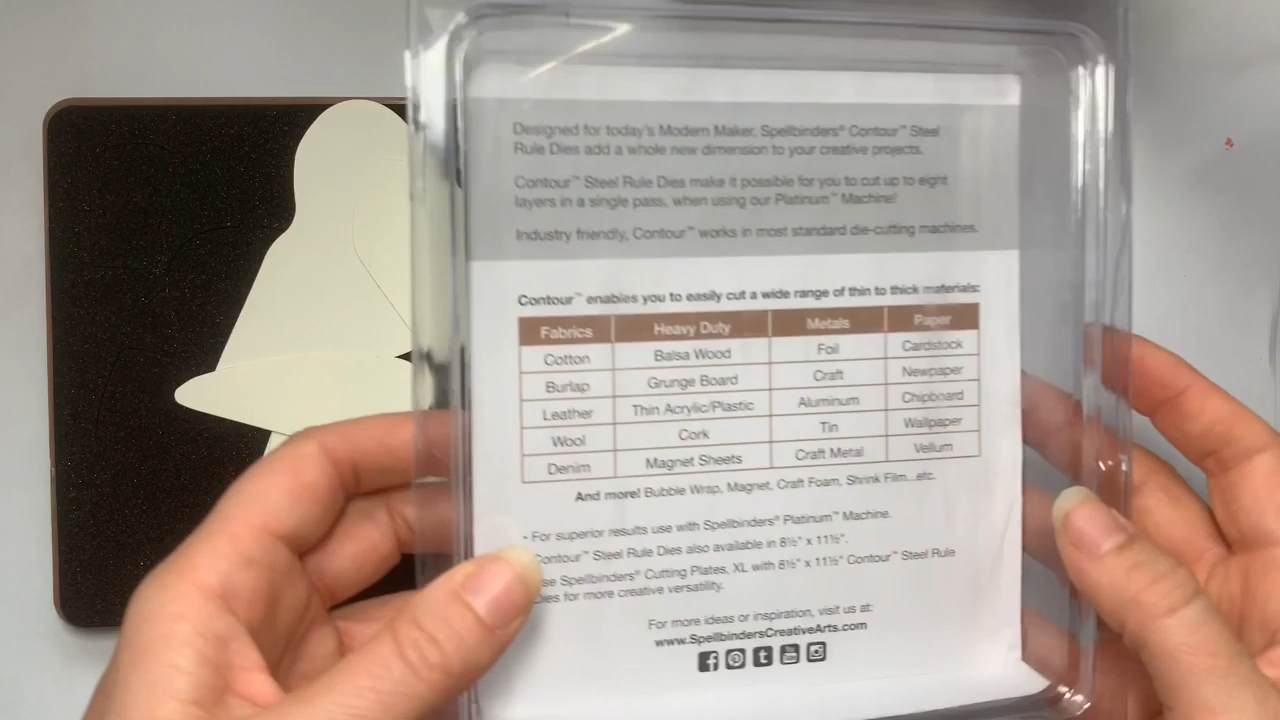 Designed for today's Modern Maker, Spellbinders® Contour™ Steel
Rule Dies add a whole new dimension to your creative projects.
Contour™ Steel Rule Dies make it possible for you to cut up to eight
layers in a single pass, when using our Platinum™ Machine!
Industry friendly, Contour™ works in most standard die-cutting machines.
Contour™ enables you to easily cut a wide range of thin to thick materials:
Fabrics Heavy Duty Metals Paper
Cotton Balsa Wood Foil Cardstock
Burlap Grunge Board Craft Newpaper
Leather Thin Acrylic/Plastic Aluminum Chipboard
Wool Cork Tin Wallpaper
Denim Magnet Sheets Craft Metal Vellum
And more! Bubble Wrap, Magnet, Craft Foam, Shrink Film...etc.
• For superior results use with Spellbinders® Platinum™ Machine.
Contour™ Steel Rule Dies also available in 8½" x 11½".
Spellbinders® Cutting Plates, XL with 8½" x 11½" Contour™ Steel Rule
Dies for more creative versatility.
For more ideas or inspiration, visit us at:
www.SpellbindersCreativeArts.com